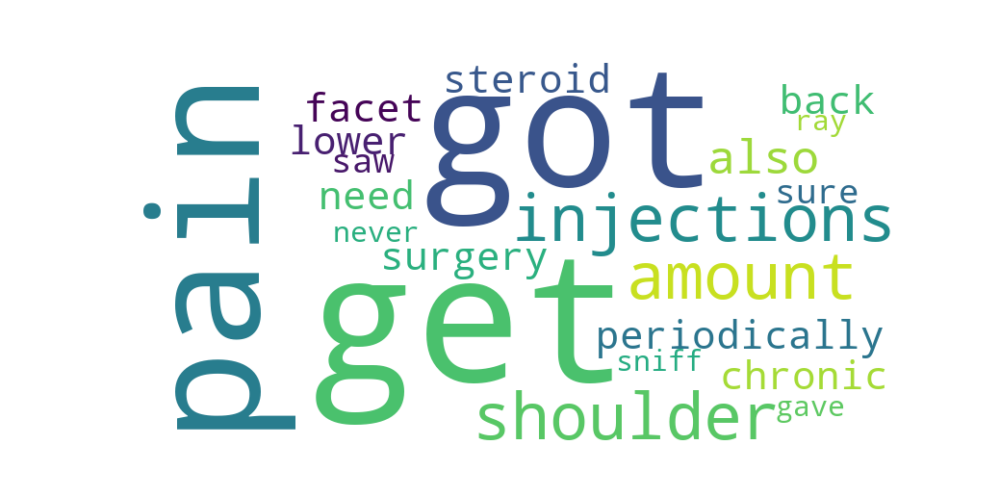 pain
steroid
got
facet
lower
saw
back
ray
also
need
sure
injections
never
surgery
get
amount
periodically
sniff
chronic
shoulder
gave